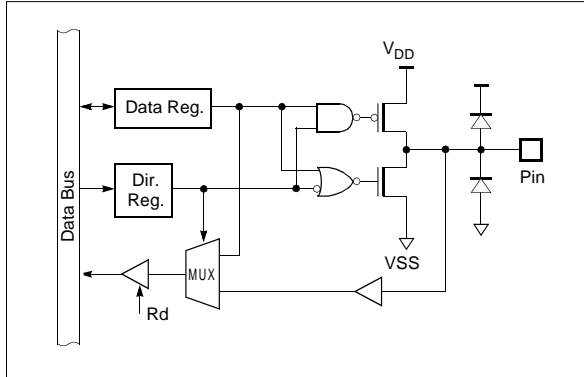 V_DD
Data Reg.
Pin
Dir.
Reg.
Data Bus
MUX
VSS
Rd